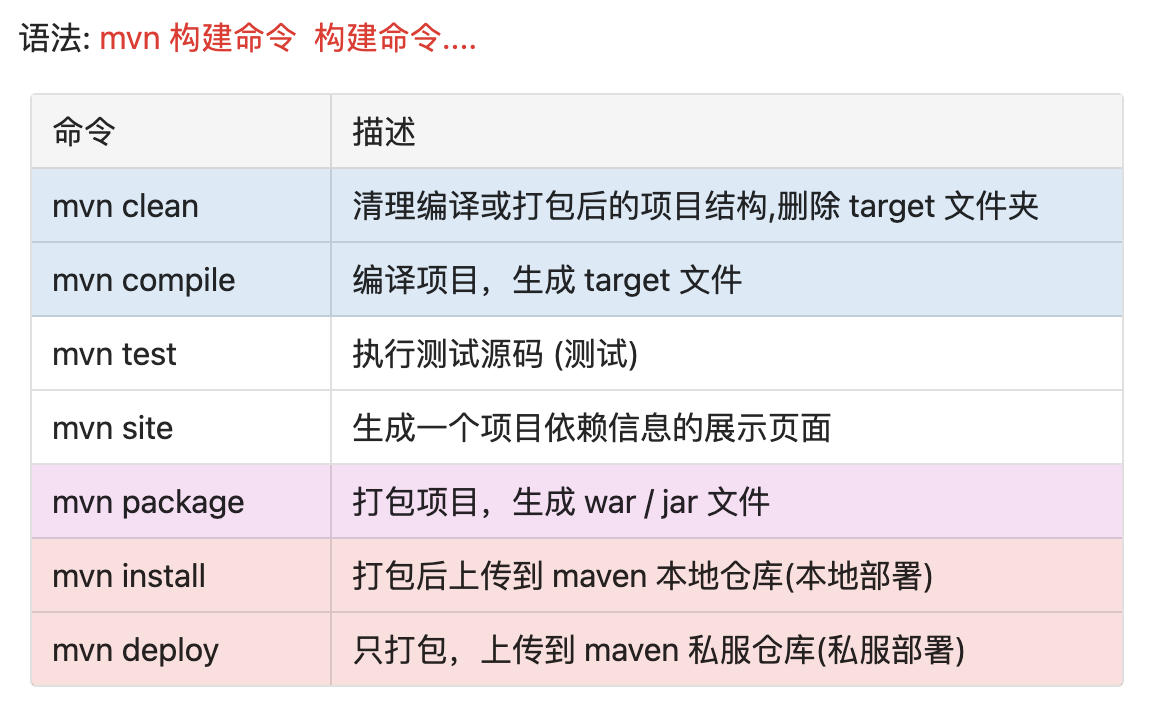 语法: mvn 构建命令  构建命令....
命令 描述
mvn clean 清理编译或打包后的项目结构,删除 target 文件夹
mvn compile 编译项目，生成 target 文件
mvn test 执行测试源码 (测试)
mvn site 生成一个项目依赖信息的展示页面
mvn package 打包项目，生成 war / jar 文件
mvn install 打包后上传到 maven 本地仓库(本地部署)
mvn deploy 只打包，上传到 maven 私服仓库(私服部署)